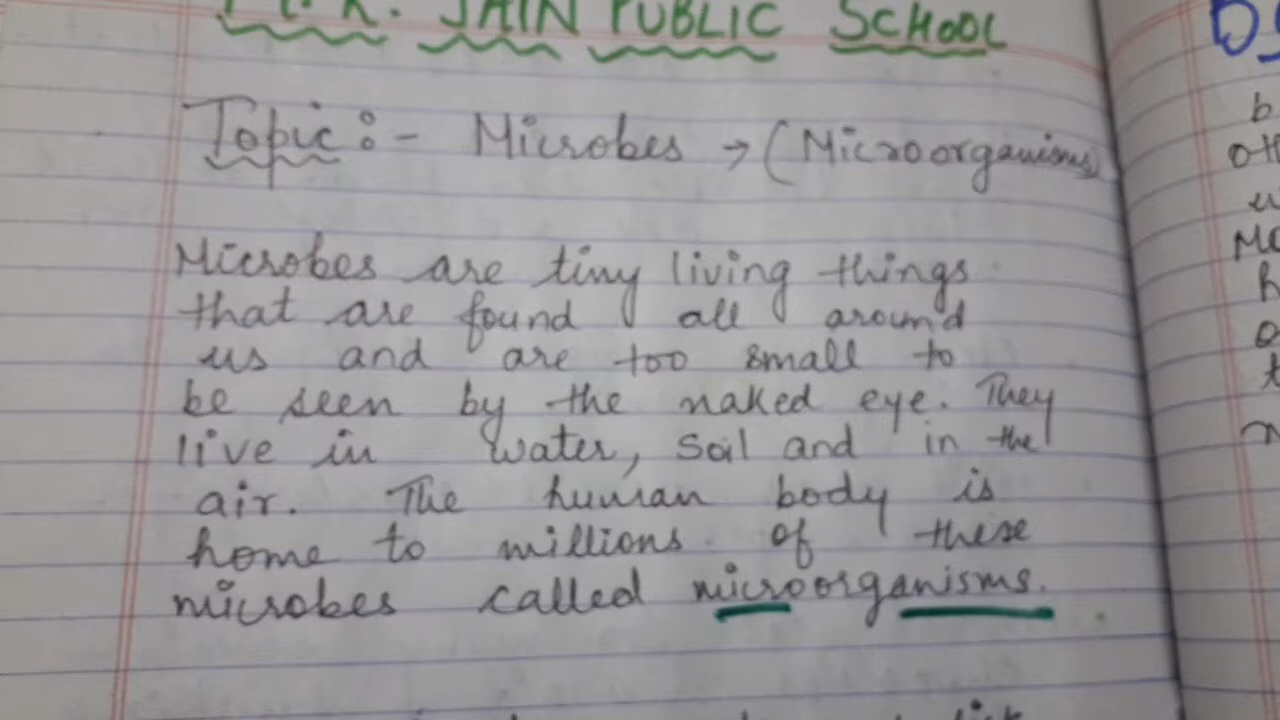 JAIN PUBLIC SCHOOL
Topic :- Microbes → (Microorganisms)
Microbes are tiny living things
that are found all around
us and are too small to
be seen by the naked eye. They
live in water, soil and in the
air. The human body is
home to millions of these
microbes called microorganisms.